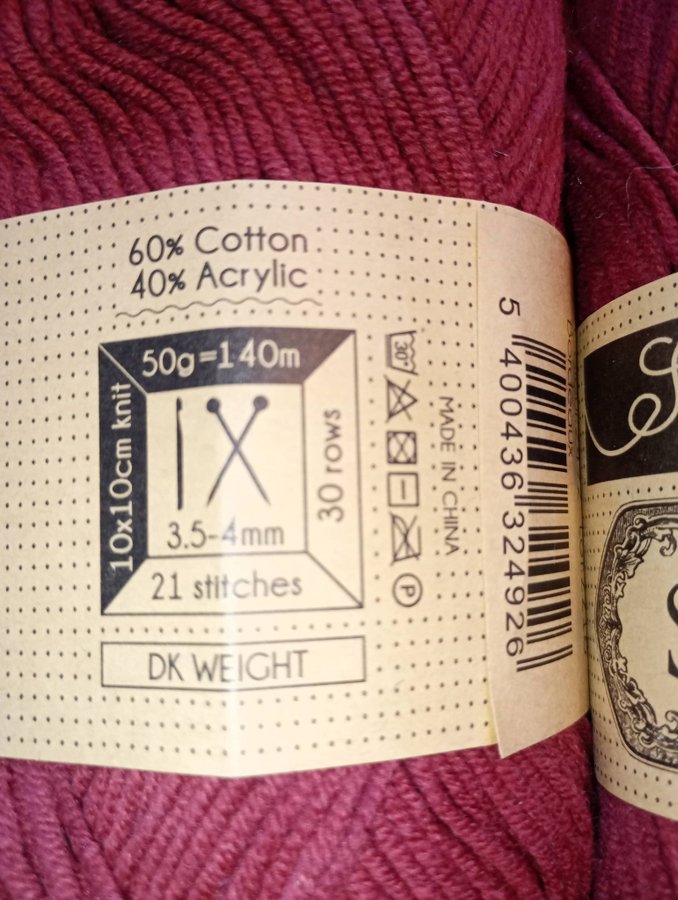 60% Cotton
40% Acrylic
50g=140m
10x10cm knit
30 rows
3.5-4mm
21 stitches
DK WEIGHT
30°
P
MADE IN CHINA
5 400436 324926
Bordeaux
S
S